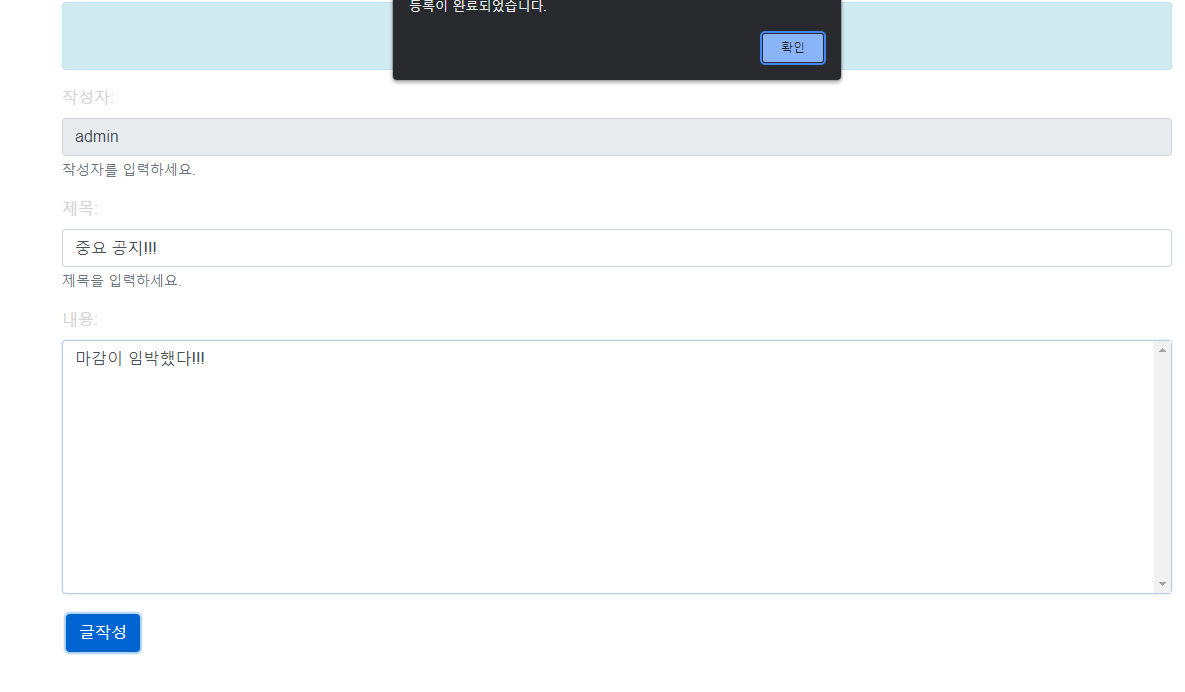 등록이 완료되었습니다.
확인
작성자:
admin
작성자를 입력하세요.
제목:
중요 공지!!!
제목을 입력하세요.
내용:
마감이 임박했다!!!
글작성